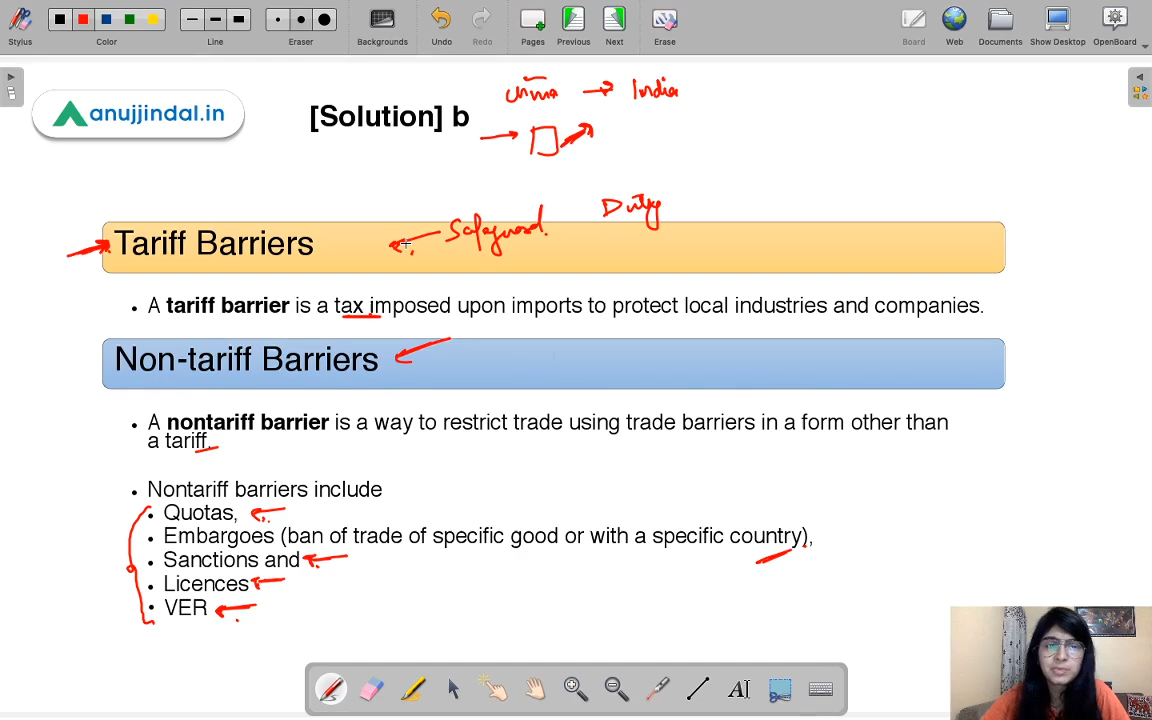 Stylus
Color
Line
Eraser
Backgrounds
Undo
Redo
Pages
Previous
Next
Erase
Board
Web
Documents
Show Desktop
OpenBoard
China → India
anujjindal.in
[Solution] b
Duty
Safeguard.
Tariff Barriers
• A tariff barrier is a tax imposed upon imports to protect local industries and companies.
Non-tariff Barriers
• A nontariff barrier is a way to restrict trade using trade barriers in a form other than
a tariff.
• Nontariff barriers include
• Quotas,
• Embargoes (ban of trade of specific good or with a specific country),
• Sanctions and
• Licences
• VER